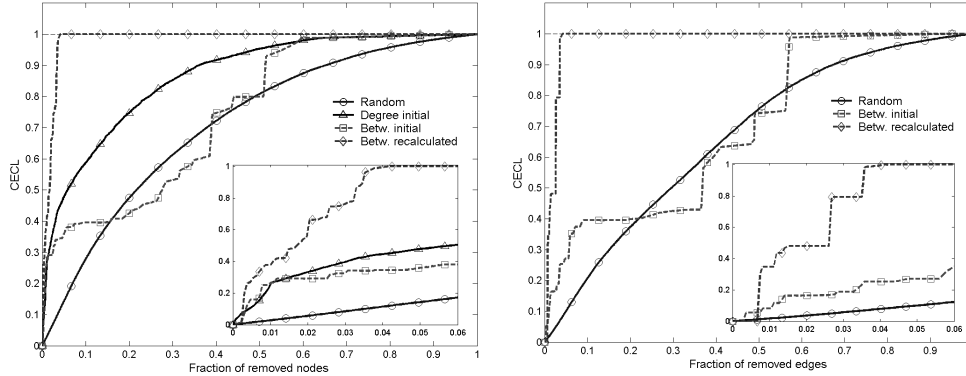 1
0.9
0.8
0.7
0.6
0.5
0.4
0.3
0.2
0.1
0
CECL
0 0.1 0.2 0.3 0.4 0.5 0.6 0.7 0.8 0.9 1
Fraction of removed nodes
Random
Degree initial
Betw. initial
Betw. recalculated
1
0.8
0.6
0.4
0.2
0
0 0.01 0.02 0.03 0.04 0.05 0.06
1
0.9
0.8
0.7
0.6
0.5
0.4
0.3
0.2
0.1
0
CECL
0 0.1 0.2 0.3 0.4 0.5 0.6 0.7 0.8 0.9
Fraction of removed edges
Random
Betw. initial
Betw. recalculated
1
0.8
0.6
0.4
0.2
0
0 0.01 0.02 0.03 0.04 0.05 0.06